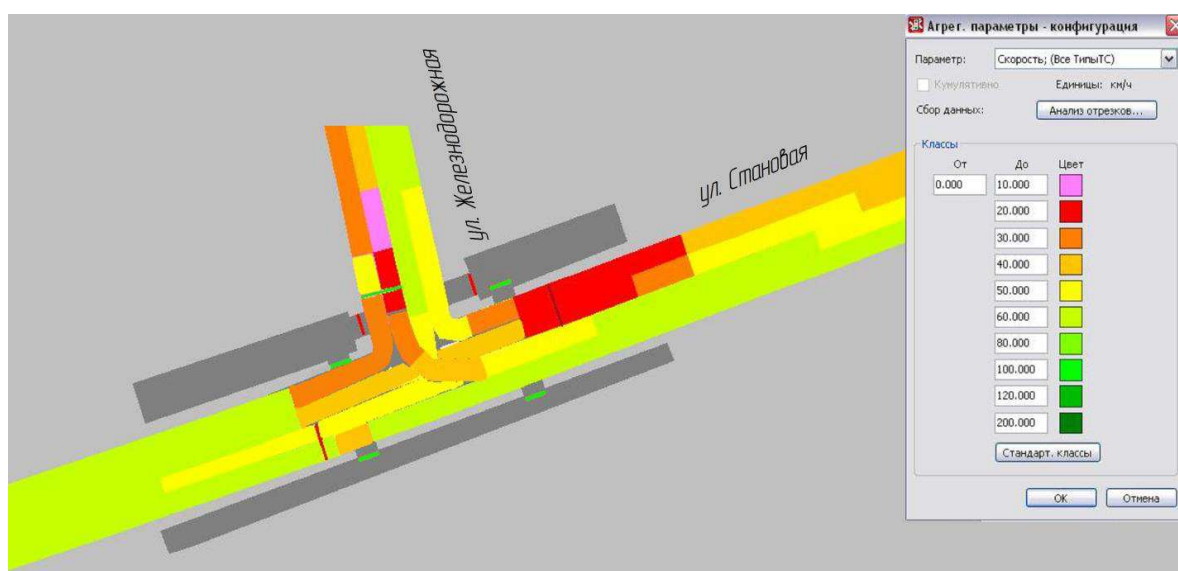 ул. Железнодорожная
ул. Становая
Агрег. параметры - конфигурация
Параметр: Скорость; (Все ТипыТС)
Кумулятивно Единицы: км/ч
Сбор данных: Анализ отрезков...
Классы
От До Цвет
0.000 10.000
20.000
30.000
40.000
50.000
60.000
80.000
100.000
120.000
200.000
Стандарт. классы
OK Отмена